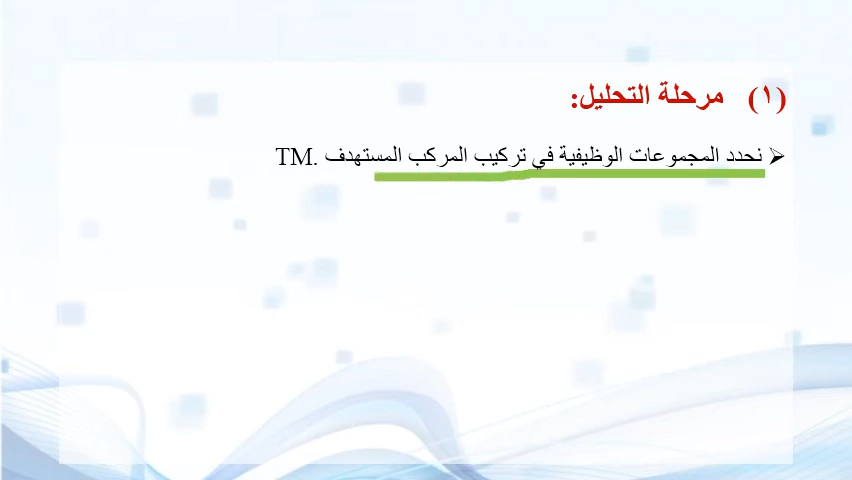 (١) مرحلة التحليل:
⮚ نحدد المجموعات الوظيفية في تركيب المركب المستهدف .TM